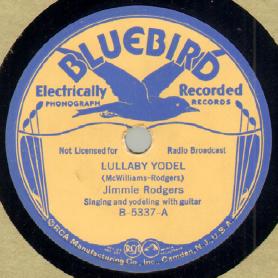 BLUEBIRD
Electrically Recorded
PHONOGRAPH RECORDS
Not Licensed for Radio Broadcast
LULLABY YODEL
(McWilliams-Rodgers)
Jimmie Rodgers
Singing and yodeling with guitar
B-5337-A
©RCA Manufacturing Co., Inc., Camden, N.J., U.S.A.